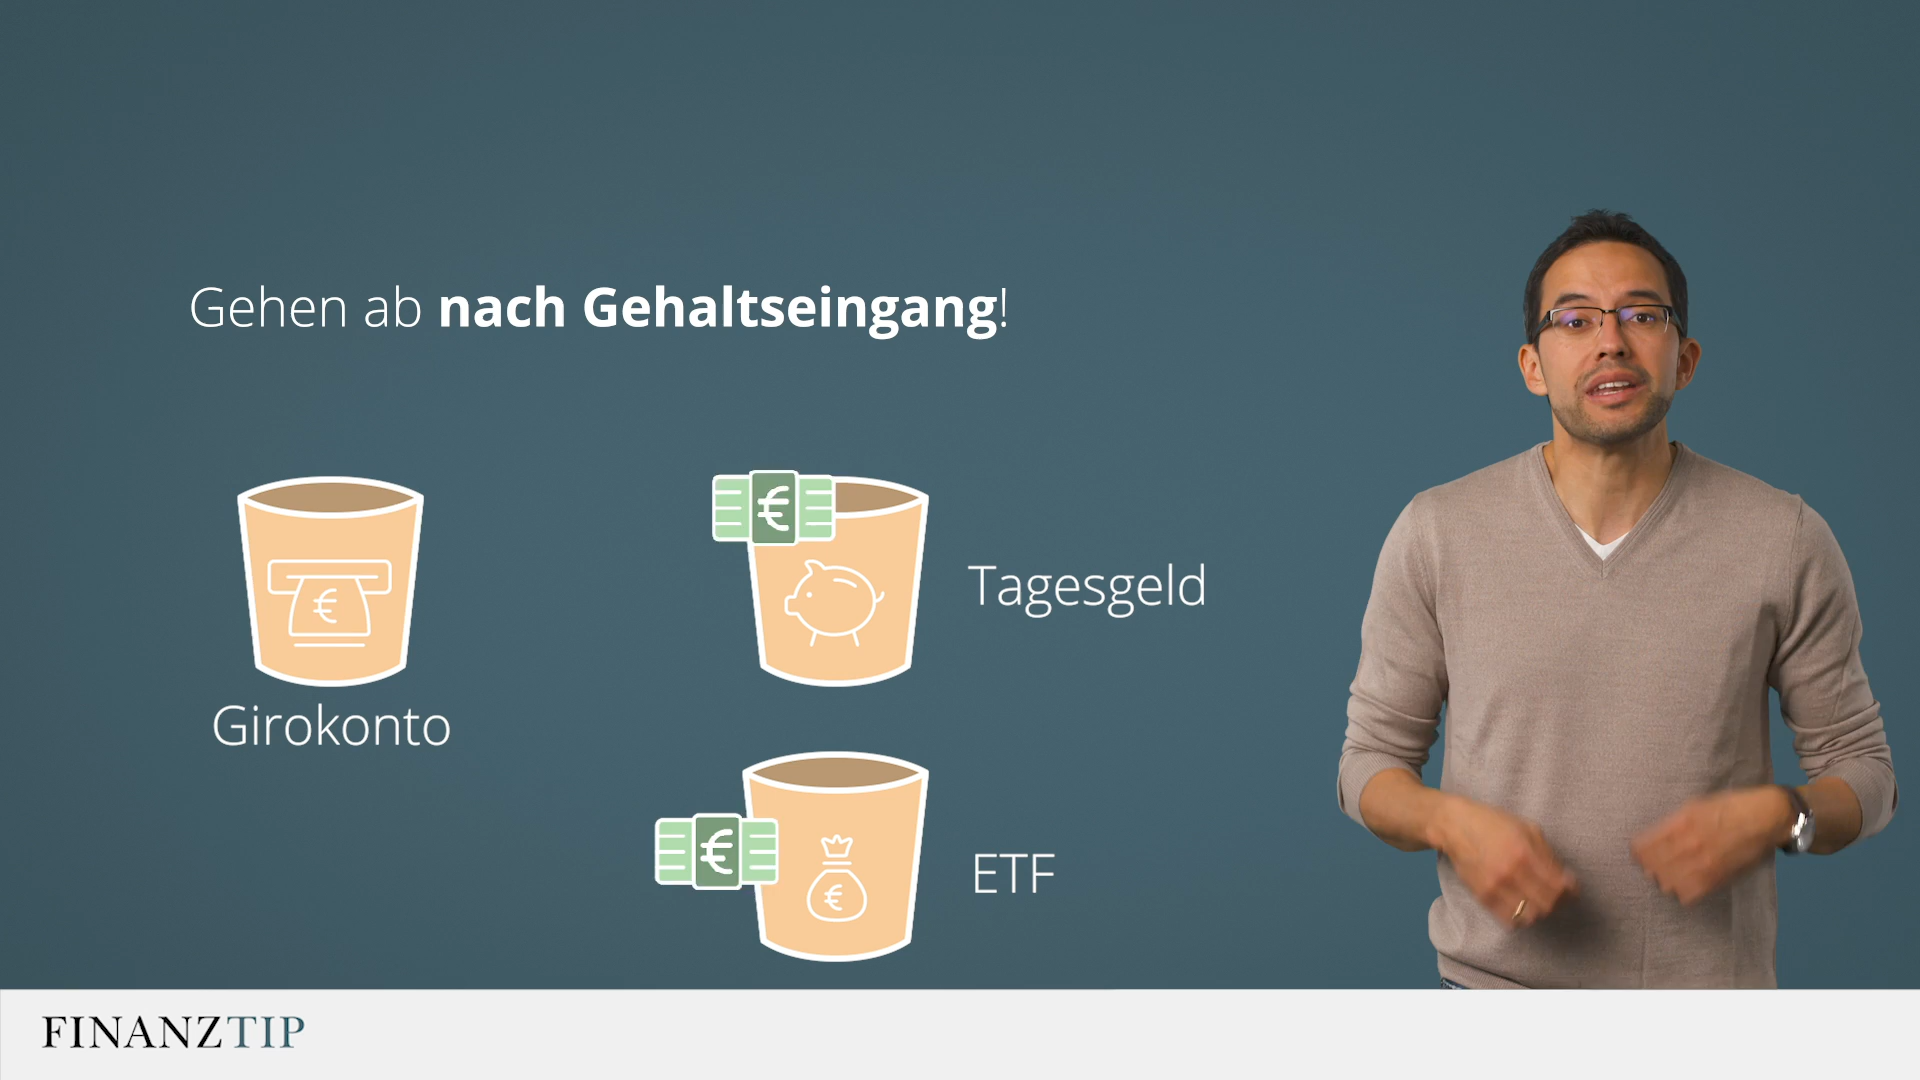 Gehen ab nach Gehaltseingang!
€
€
Tagesgeld
Girokonto
€
€
ETF
FINANZTIP